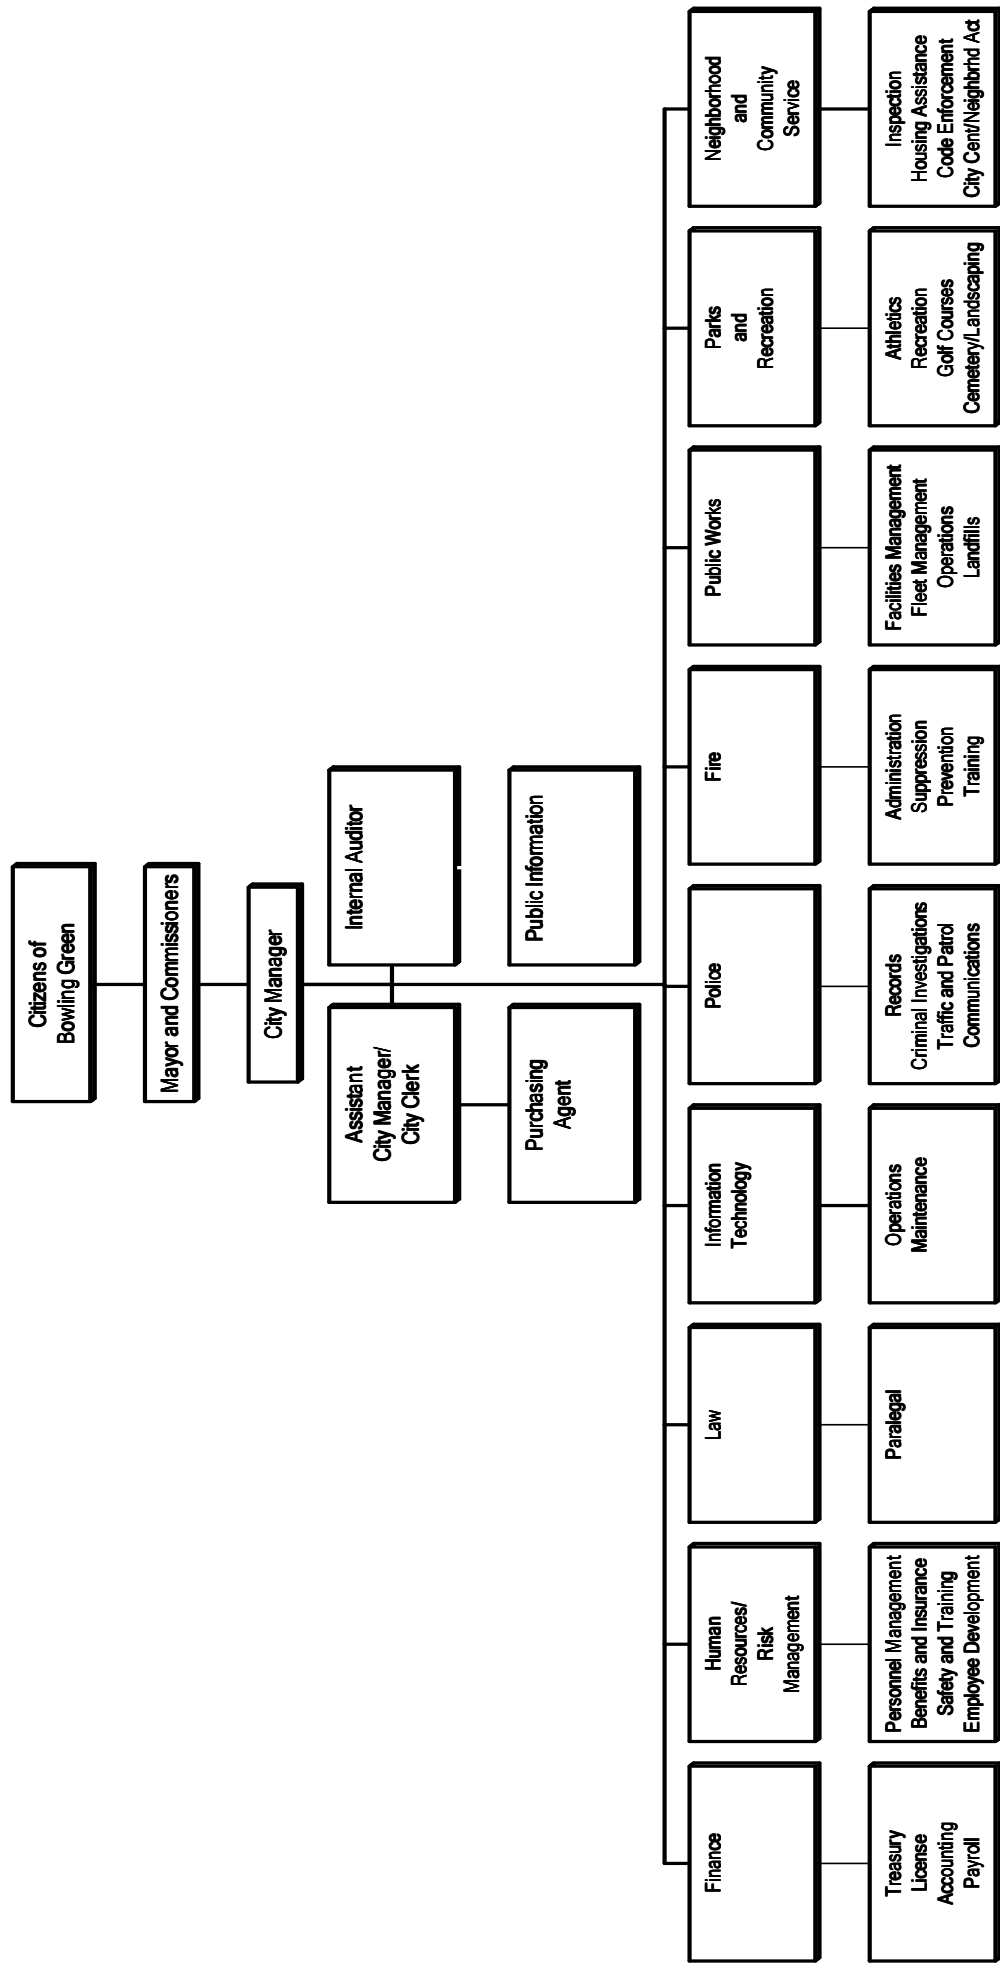 Citizens of
Bowling Green
Mayor and Commissioners
City Manager
Assistant
City Manager/
City Clerk
Internal Auditor
Purchasing
Agent
Public Information
Finance
Human
Resources/
Risk
Management
Law
Information
Technology
Police
Fire
Public Works
Parks
and
Recreation
Neighborhood
and
Community
Service
Treasury
License
Accounting
Payroll
Personnel Management
Benefits and Insurance
Safety and Training
Employee Development
Paralegal
Operations
Maintenance
Records
Criminal Investigations
Traffic and Patrol
Communications
Administration
Suppression
Prevention
Training
Facilities Management
Fleet Management
Operations
Landfills
Athletics
Recreation
Golf Courses
Cemetery/Landscaping
Inspection
Housing Assistance
Code Enforcement
City Cent/Neighbrhd Act